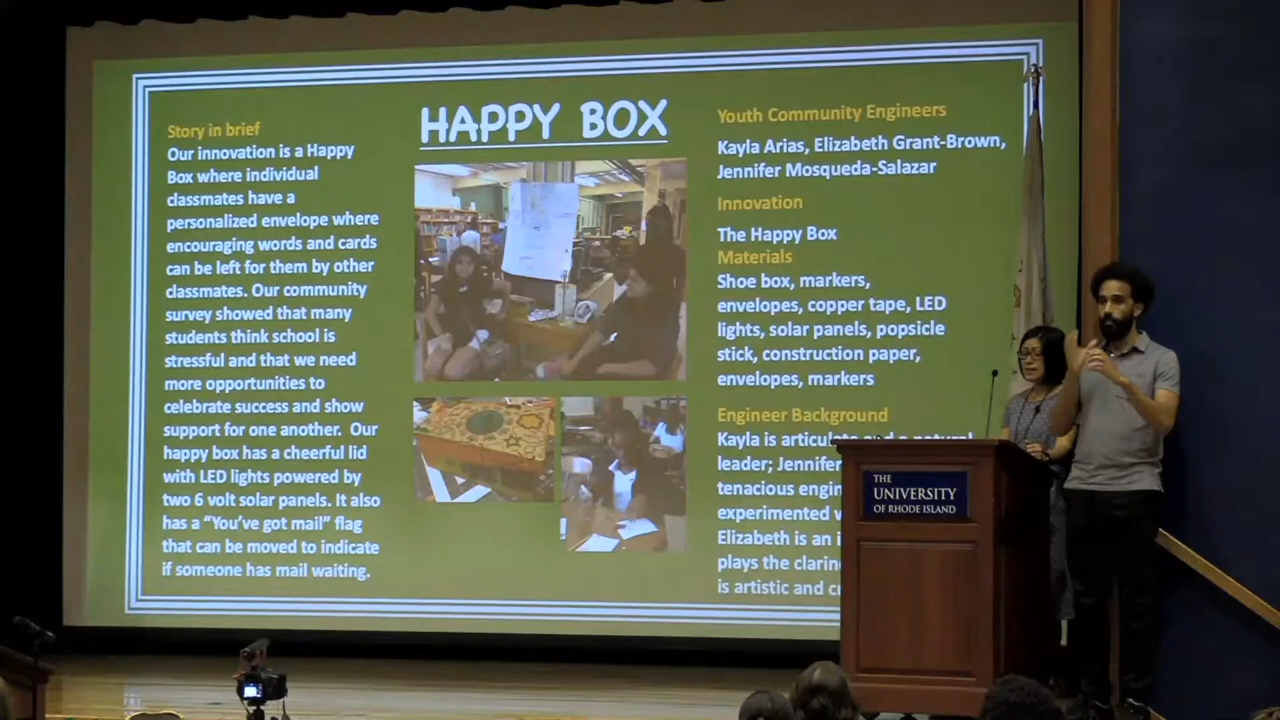 Story in brief
Our innovation is a Happy
Box where individual
classmates have a
personalized envelope where
encouraging words and cards
can be left for them by other
classmates. Our community
survey showed that many
students think school is
stressful and that we need
more opportunities to
celebrate success and show
support for one another. Our
happy box has a cheerful lid
with LED lights powered by
two 6 volt solar panels. It also
has a “You’ve got mail” flag
that can be moved to indicate
if someone has mail waiting.
HAPPY BOX
Youth Community Engineers
Kayla Arias, Elizabeth Grant-Brown,
Jennifer Mosqueda-Salazar
Innovation
The Happy Box
Materials
Shoe box, markers,
envelopes, copper tape, LED
lights, solar panels, popsicle
stick, construction paper,
envelopes, markers
Engineer Background
Kayla is articulate and a natural
leader; Jennifer
tenacious
experimented
Elizabeth is an
plays the
is artistic and
THE
UNIVERSITY
OF RHODE ISLAND